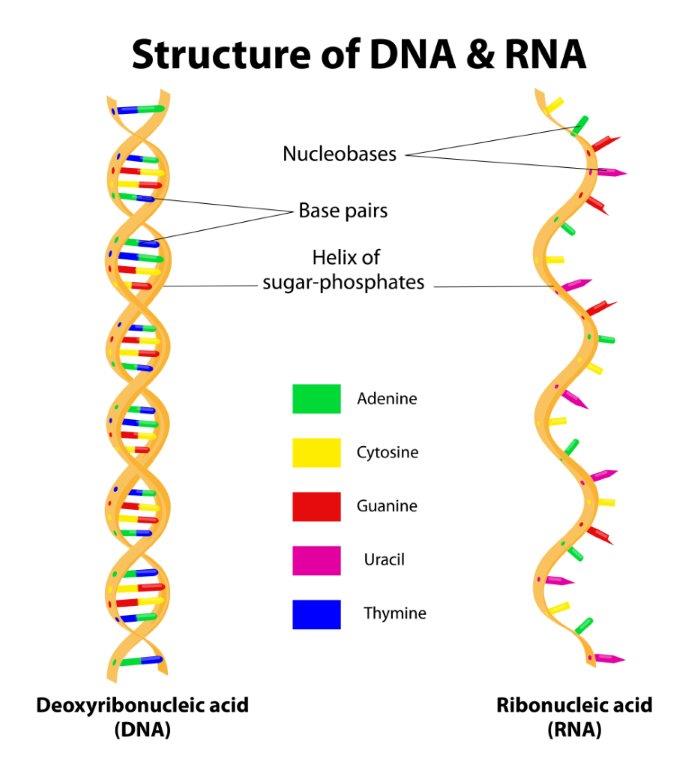 Structure of DNA & RNA
Nucleobases
Base pairs
Helix of
sugar-phosphates
Adenine
Cytosine
Guanine
Uracil
Thymine
Deoxyribonucleic acid
(DNA)
Ribonucleic acid
(RNA)